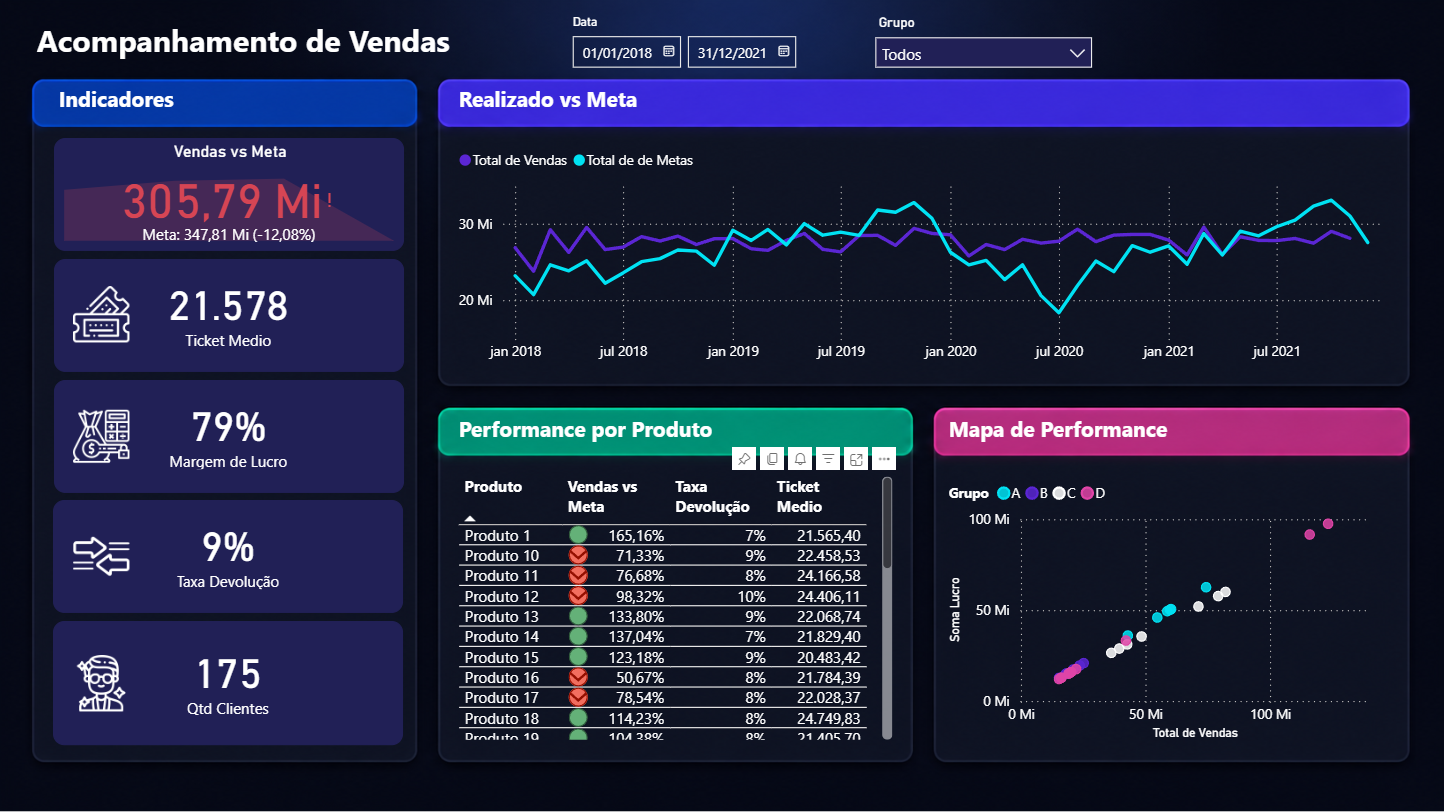 Acompanhamento de Vendas
Data
01/01/2018
31/12/2021
Grupo
Todos
Indicadores
Vendas vs Meta
305,79 Mi!
Meta: 347,81 Mi (-12,08%)
21.578
Ticket Medio
79%
Margem de Lucro
9%
Taxa Devolução
175
Qtd Clientes
Realizado vs Meta
Total de Vendas Total de de Metas
30 Mi
20 Mi
jan 2018 jul 2018 jan 2019 jul 2019 jan 2020 jul 2020 jan 2021 jul 2021
Performance por Produto
Produto Vendas vs Meta Taxa Devolução Ticket Medio
Produto 1 165,16% 7% 21.565,40
Produto 10 71,33% 9% 22.458,53
Produto 11 76,68% 8% 24.166,58
Produto 12 98,32% 10% 24.406,11
Produto 13 133,80% 9% 22.068,74
Produto 14 137,04% 7% 21.829,40
Produto 15 123,18% 9% 20.483,42
Produto 16 50,67% 8% 21.784,39
Produto 17 78,54% 8% 22.028,37
Produto 18 114,23% 8% 24.749,83
Produto 19 104,38% 8% 21.405,70
Mapa de Performance
Grupo A B C D
100 Mi
50 Mi
0 Mi
Soma Lucro
0 Mi 50 Mi 100 Mi
Total de Vendas